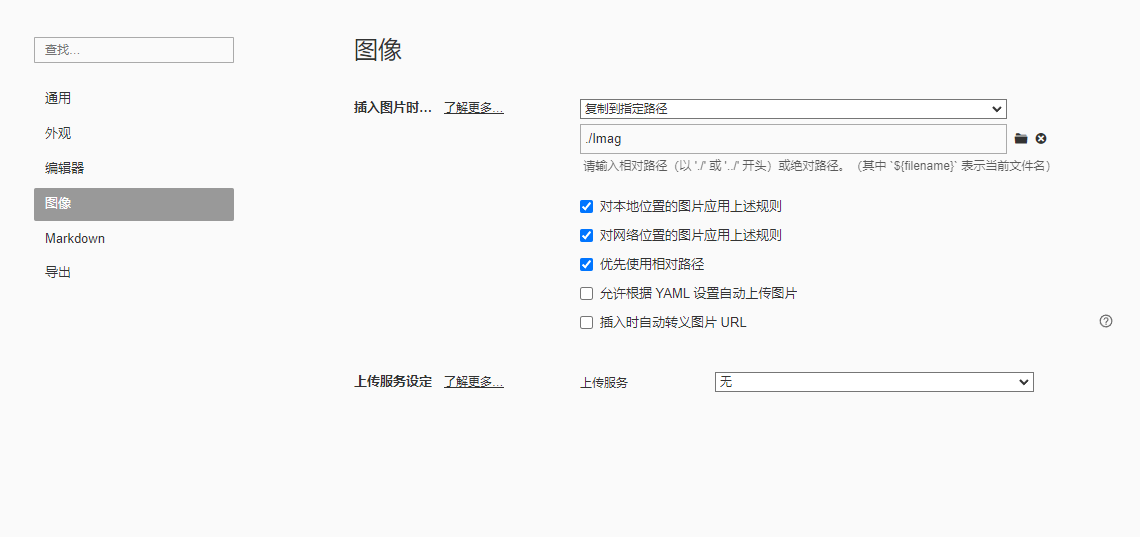 查找...
通用
外观
编辑器
图像
Markdown
导出
图像
插入图片时... 了解更多... 复制到指定路径
./Imag
请输入相对路径（以 './' 或 '../' 开头）或绝对路径。（其中 `${filename}` 表示当前文件名）
对本地位置的图片应用上述规则
对网络位置的图片应用上述规则
优先使用相对路径
允许根据 YAML 设置自动上传图片
插入时自动转义图片 URL
上传服务设定 了解更多... 上传服务 无